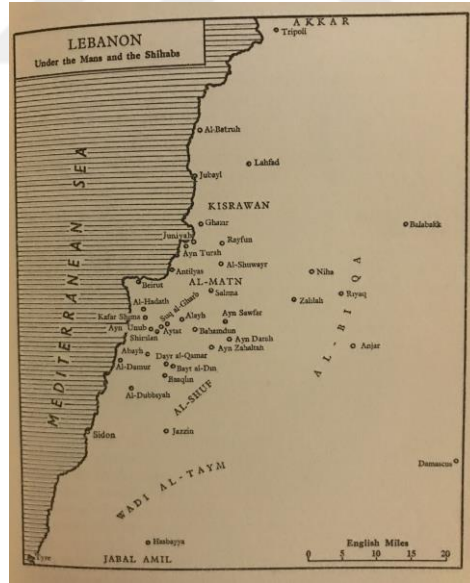 LEBANON
Under the Mans and the Shihabs
AKKAR
Tripoli
Al-Batruh
Lahfad
Jubayl
KISRAWAN
Ghazir
Juniyah
Rayfun
Ayn Turah
Balabakk
Antilyas
Al-Shuwayr
Niha
Beirut
AL-MATN
Salima
Riyaq
Zahlah
Al-Hadath
Suq al-Gharb
Kafar Shima
Alayh
Ayn Sawfar
Ayn Unub
Aytat
Bahamdun
Shimlan
Ayn Darah
Abayh
Ayn Zahaltah
Anjar
AL-BIQA
Dayr al-Qamar
Al-Damur
Bayt al-Din
Baaqlin
Al-Dubbiyah
AL-SHUF
MEDITERRANEAN SEA
Sidon
Jazzin
Damascus
WADI AL-TAYM
Hasbayya
English Miles
Tyre
JABAL AMIL
0 5 10 15 20